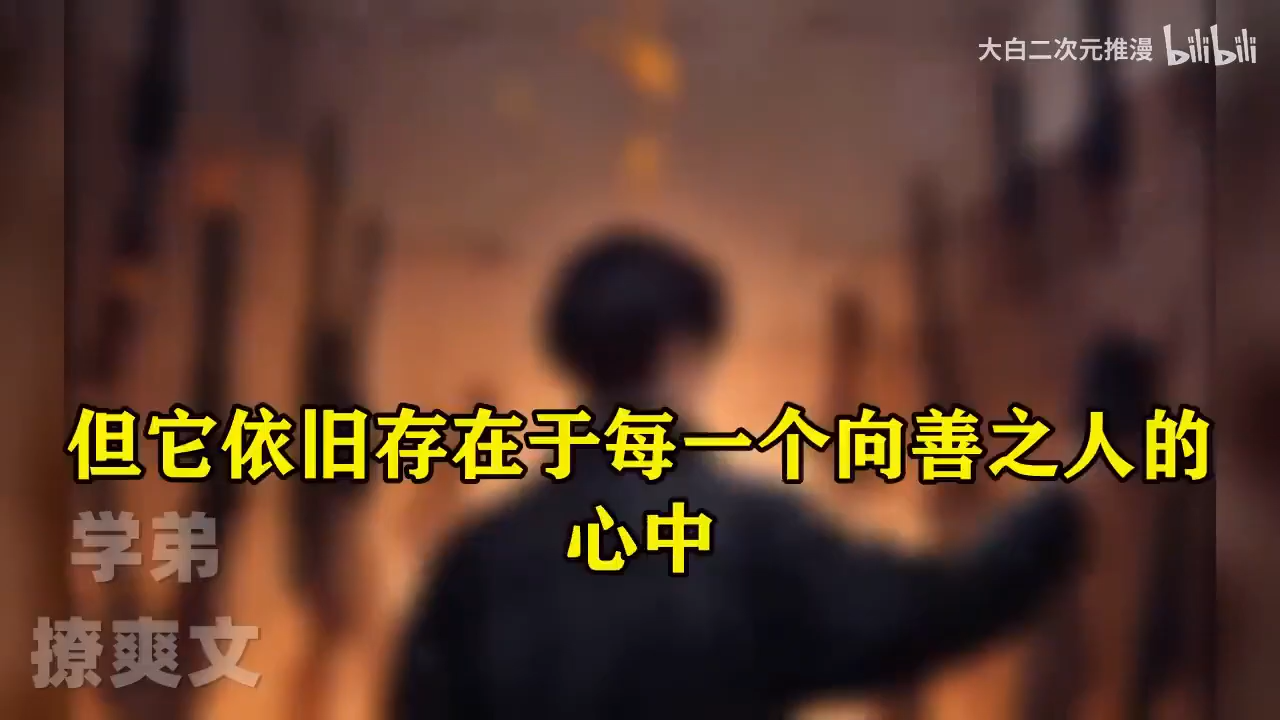 大白二次元推漫 bilibili
但它依旧存在于每一个向善之人的
心中
学弟
撩爽文